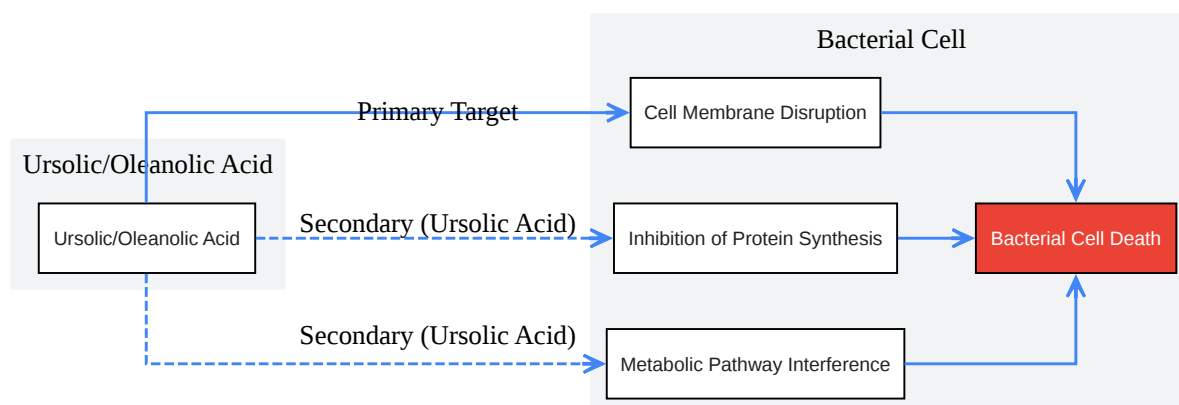 Bacterial Cell
Primary Target
Cell Membrane Disruption
Ursolic/Oleanolic Acid
Ursolic/Oleanolic Acid
Secondary (Ursolic Acid)
Inhibition of Protein Synthesis
Bacterial Cell Death
Secondary (Ursolic Acid)
Metabolic Pathway Interference